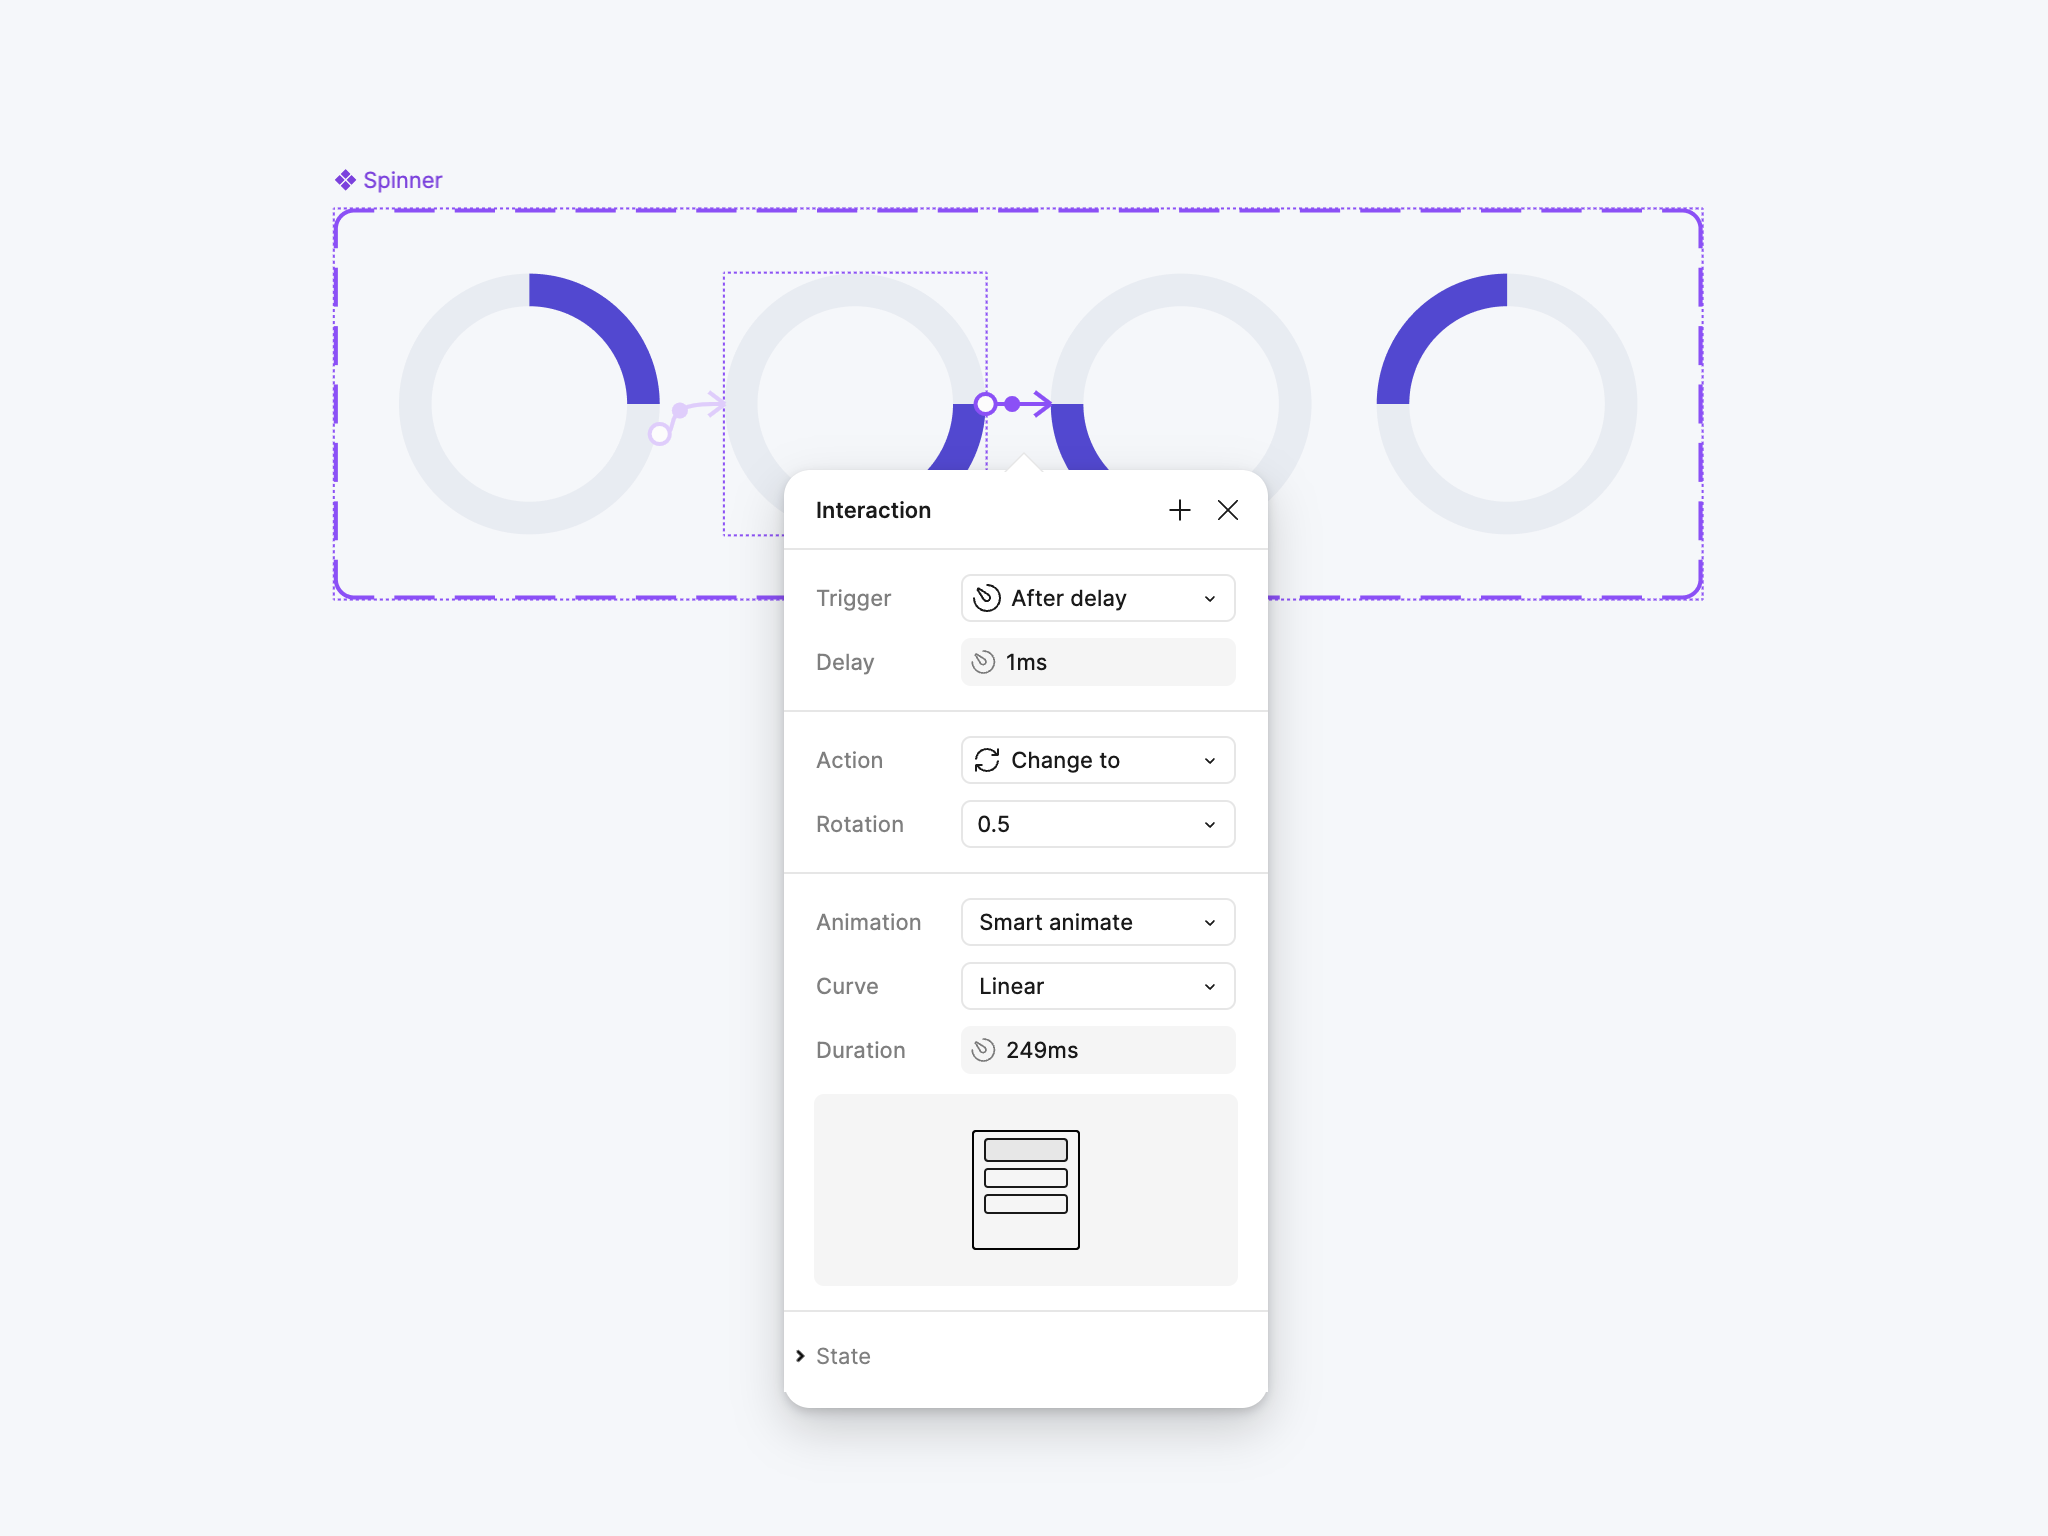 Spinner
Interaction
Trigger After delay
Delay 1ms
Action Change to
Rotation 0.5
Animation Smart animate
Curve Linear
Duration 249ms
State